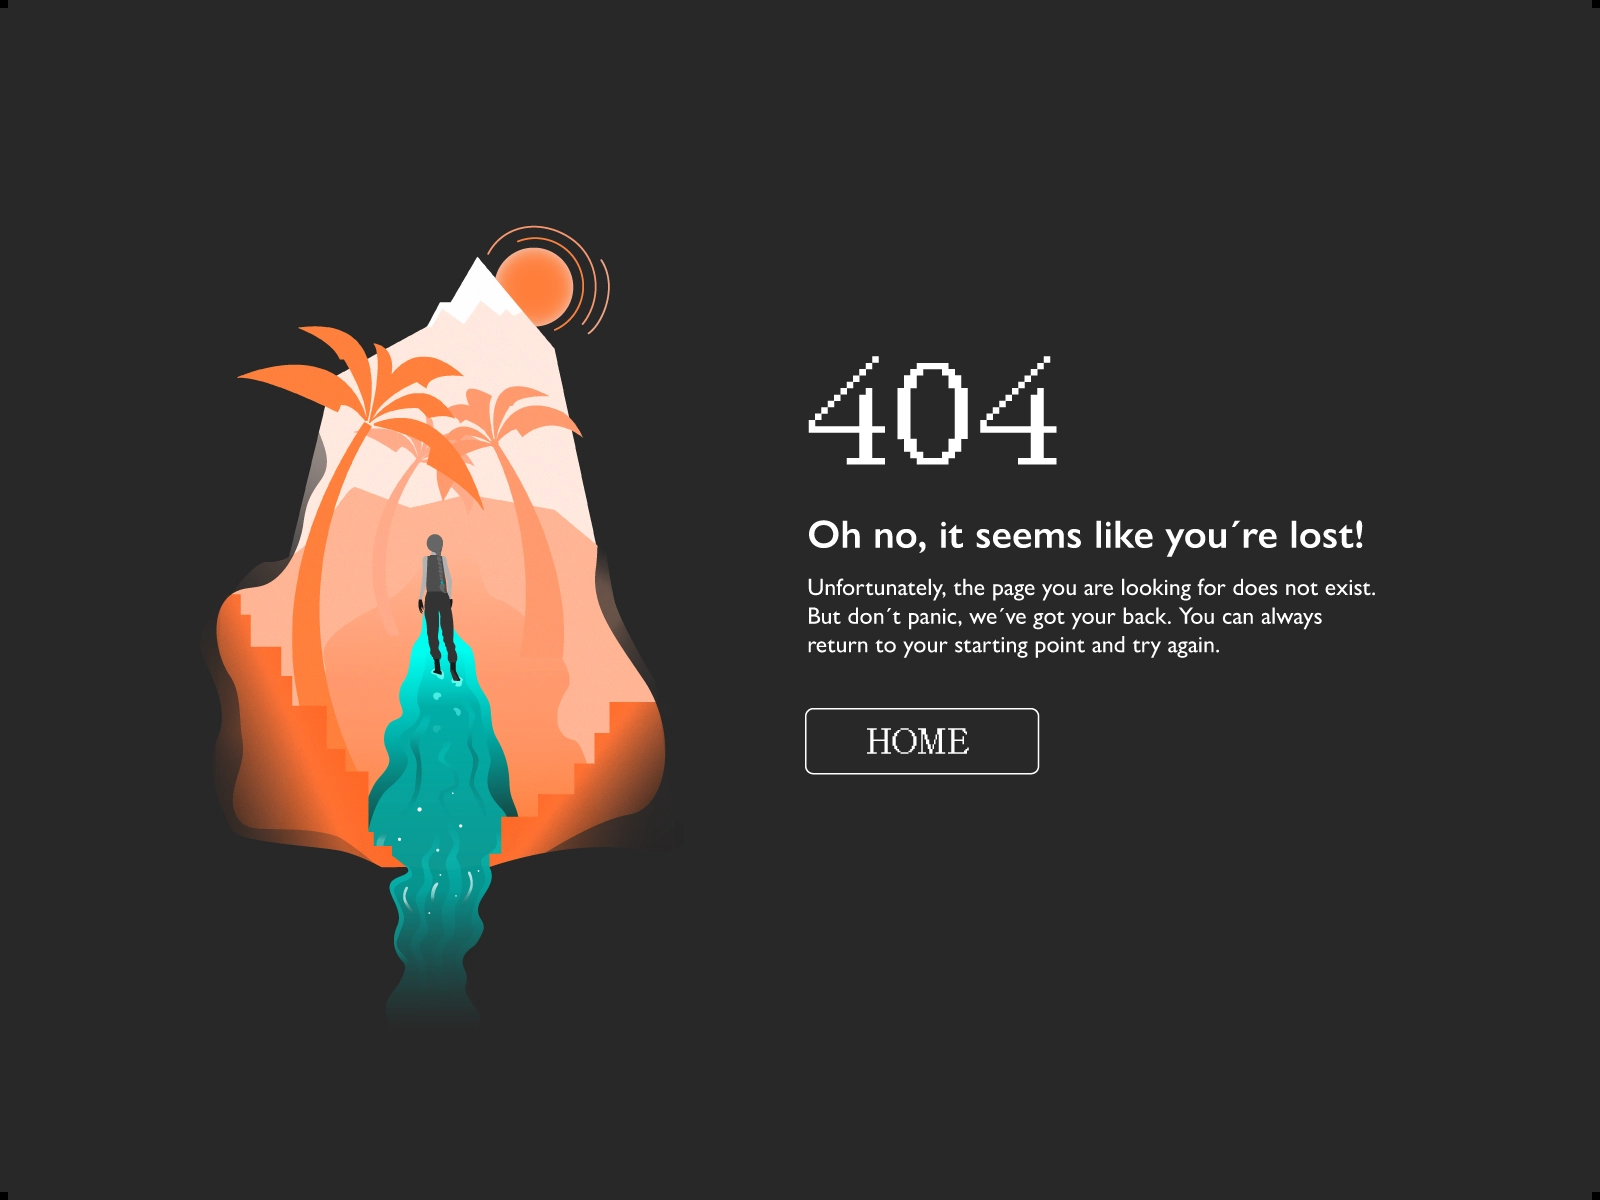 404
Oh no, it seems like you´re lost!
Unfortunately, the page you are looking for does not exist.
But don´t panic, we´ve got your back. You can always
return to your starting point and try again.
HOME